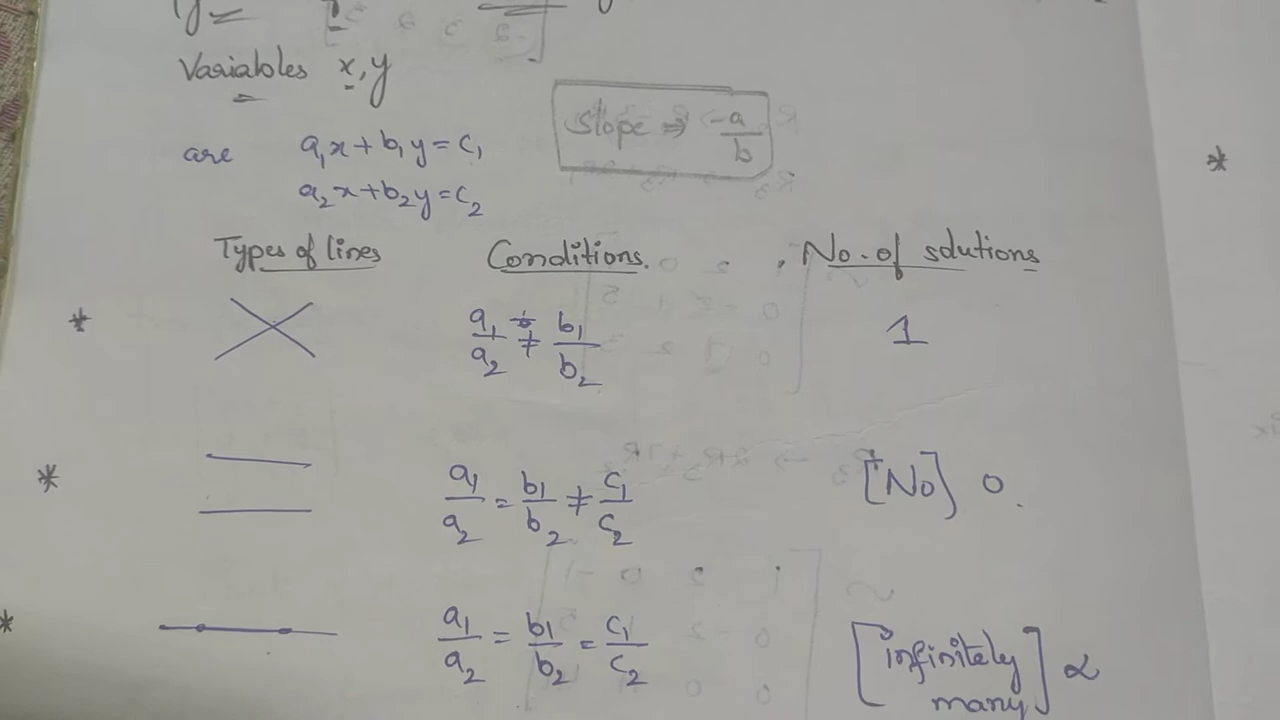 y
Variables x, y
Slope ⇒ -a/b
are a₁x + b₁y = c₁
a₂x + b₂y = c₂
Types of lines Conditions. No. of solutions
* a₁/a₂ ≠ b₁/b₂ 1
* a₁/a₂ = b₁/b₂ ≠ c₁/c₂ [No] 0.
* a₁/a₂ = b₁/b₂ = c₁/c₂ [infinitely many] ∝
*